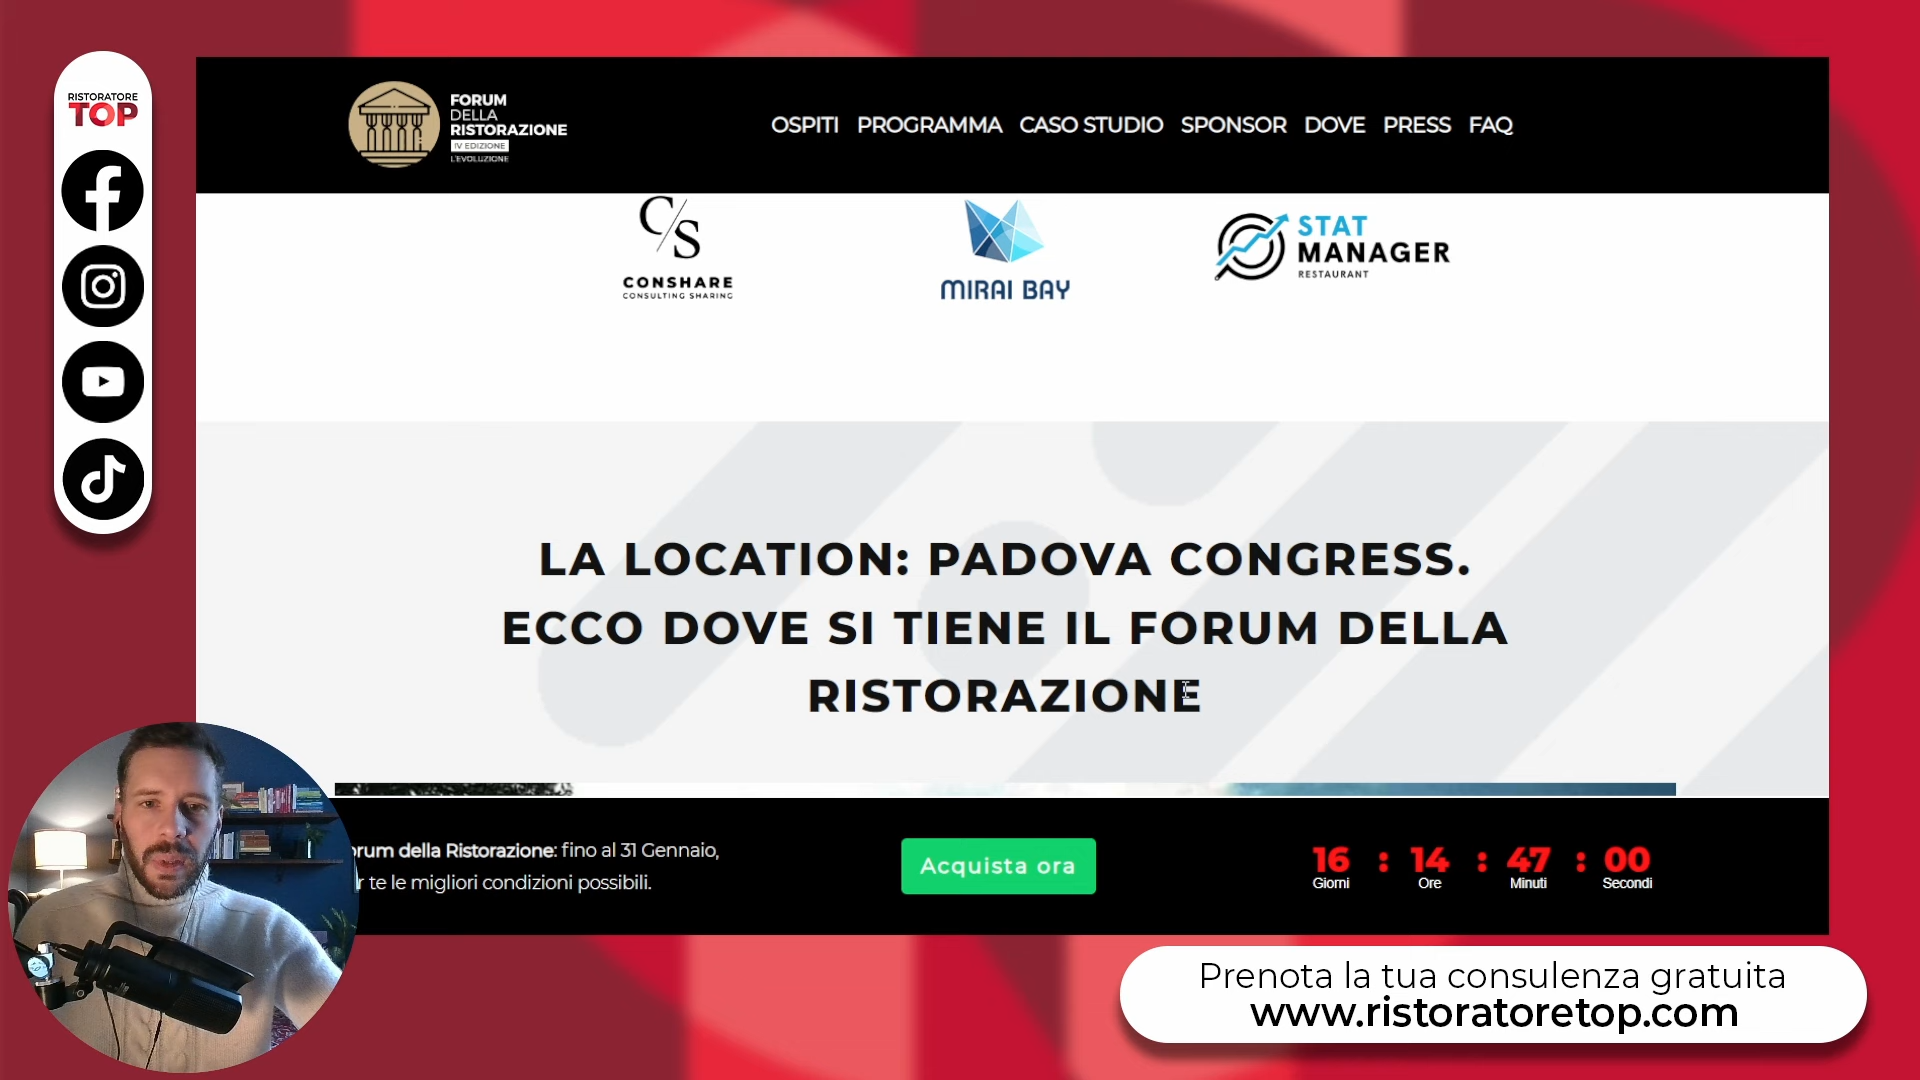 RISTORATORE
TOP
FORUM
DELLA
RISTORAZIONE
IV EDIZIONE
L'EVOLUZIONE
OSPITI PROGRAMMA CASO STUDIO SPONSOR DOVE PRESS FAQ
C/S
CONSHARE
CONSULTING SHARING
MIRAI BAY
STAT
MANAGER
RESTAURANT
LA LOCATION: PADOVA CONGRESS.
ECCO DOVE SI TIENE IL FORUM DELLA
RISTORAZIONE
della Ristorazione: fino al 31 Gennaio,
te le migliori condizioni possibili.
Acquista ora
16 : 14 : 47 : 00
Giorni Ore Minuti Secondi
Prenota la tua consulenza gratuita
www.ristoratoretop.com